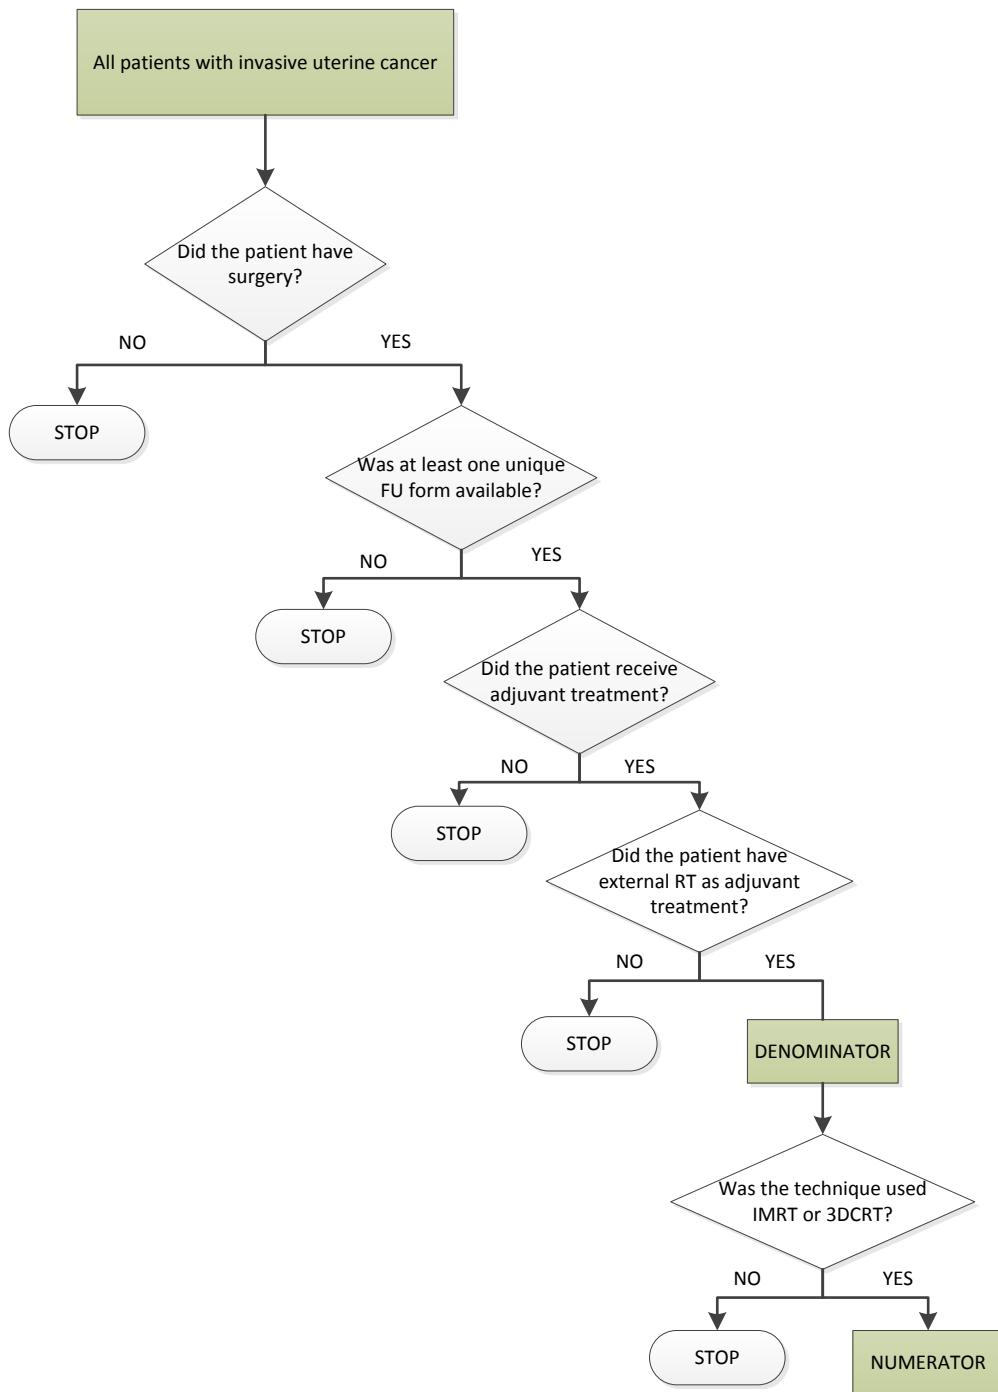 All patients with invasive uterine cancer
Did the patient have
surgery?
NO
YES
STOP
Was at least one unique
FU form available?
NO
YES
STOP
Did the patient receive
adjuvant treatment?
NO
YES
STOP
Did the patient have
external RT as adjuvant
treatment?
NO
YES
STOP
DENOMINATOR
Was the technique used
IMRT or 3DCRT?
NO
YES
STOP
NUMERATOR